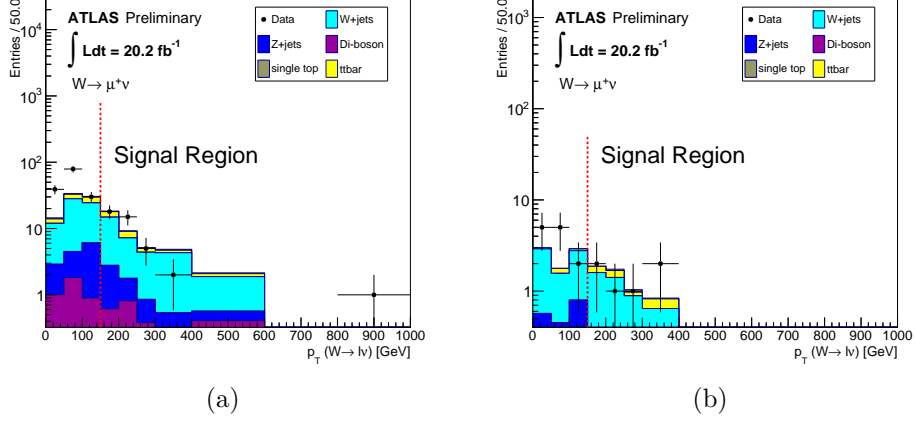 ATLAS Preliminary
∫ Ldt = 20.2 fb⁻¹
W→ μ⁺ν
Data
W+jets
Z+jets
Di-boson
single top
ttbar
Signal Region
Entries / 50.0
10⁴
10³
10²
10
1
0 100 200 300 400 500 600 700 800 900 1000
p_T (W→ lν) [GeV]
(a)
ATLAS Preliminary
∫ Ldt = 20.2 fb⁻¹
W→ μ⁺ν
Data
W+jets
Z+jets
Di-boson
single top
ttbar
Signal Region
Entries / 50.0
10³
10²
10
1
0 100 200 300 400 500 600 700 800 900 1000
p_T (W→ lν) [GeV]
(b)